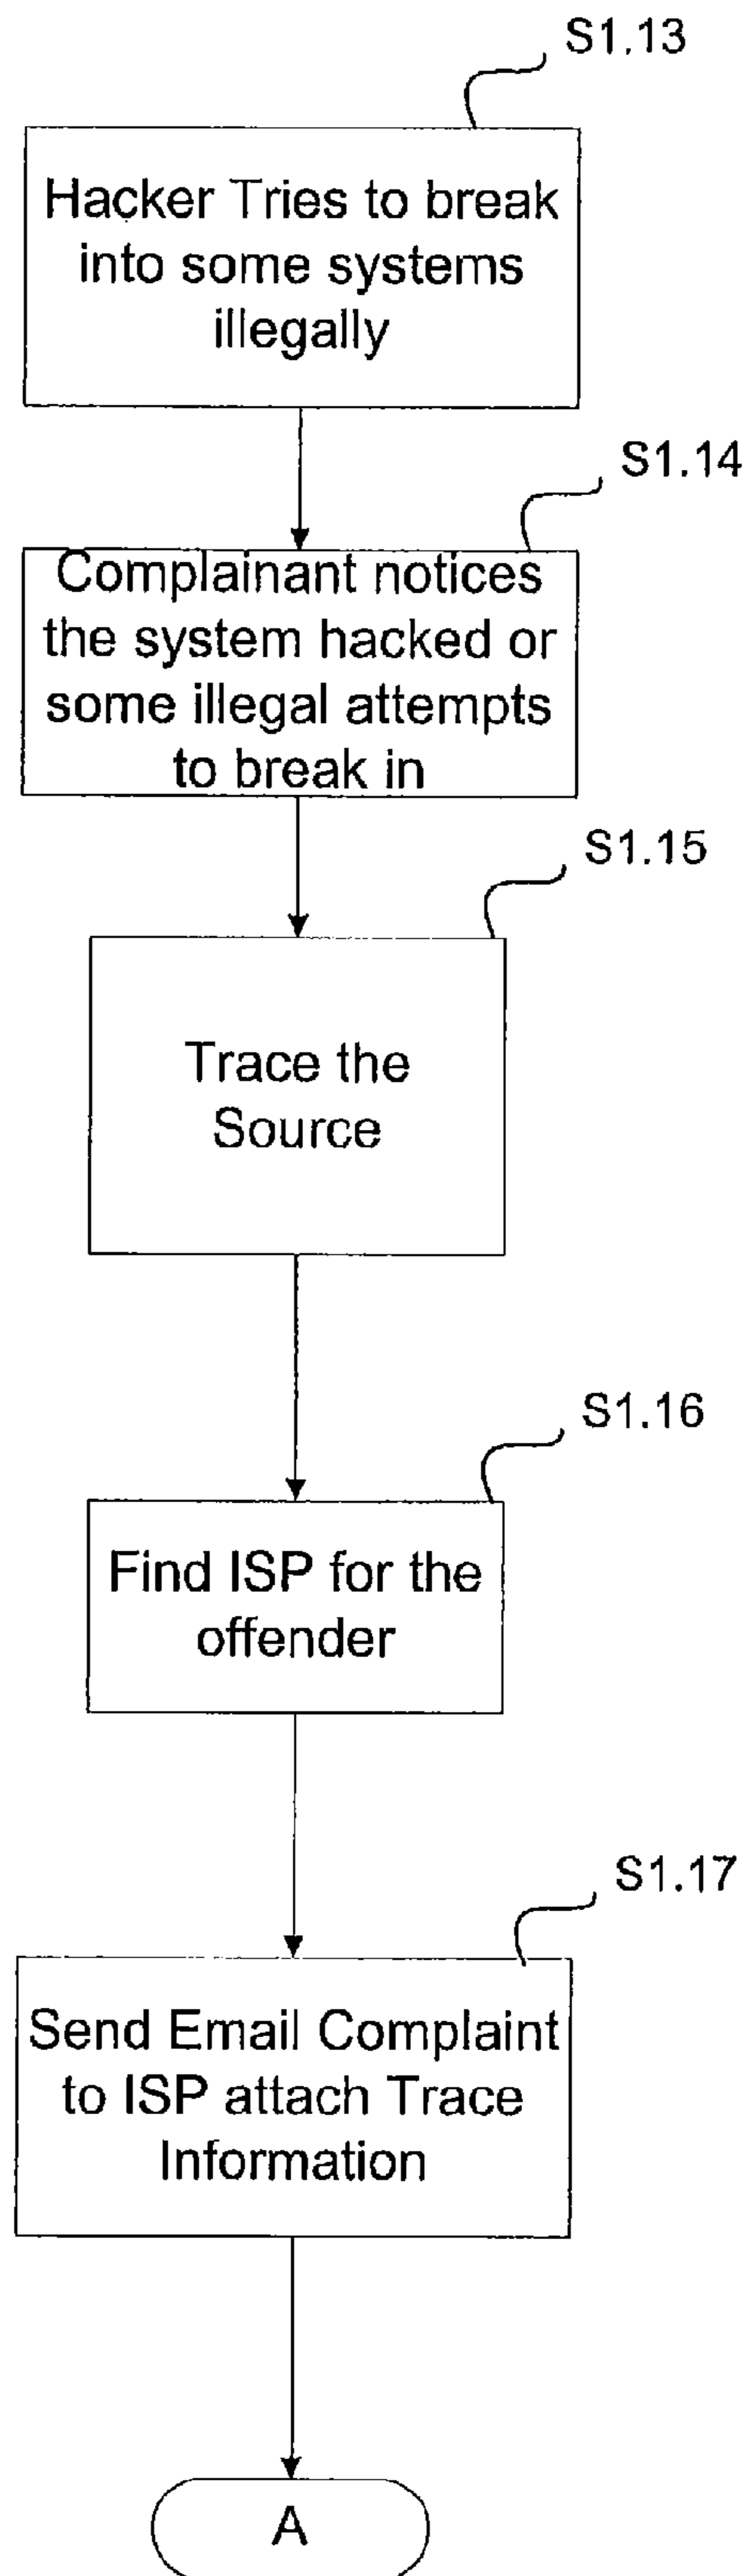 S1.13
Hacker Tries to break
into some systems
illegally
S1.14
Complainant notices
the system hacked or
some illegal attempts
to break in
S1.15
Trace the
Source
S1.16
Find ISP for the
offender
S1.17
Send Email Complaint
to ISP attach Trace
Information
A